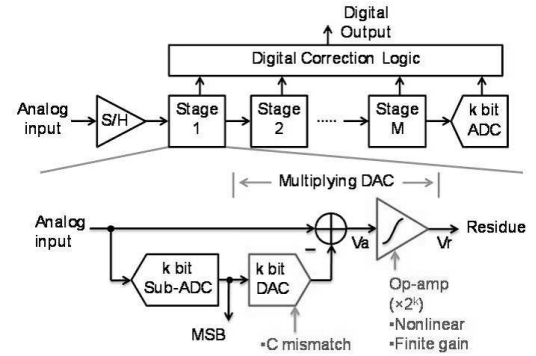 Digital
Output
Digital Correction Logic
Analog
input
S/H
Stage
1
Stage
2
.....
Stage
M
k bit
ADC
Multiplying DAC
Analog
input
k bit
Sub-ADC
MSB
k bit
DAC
−
Va
Vr
Residue
Op-amp
(×2ᵏ)
▪Nonlinear
▪Finite gain
▪C mismatch